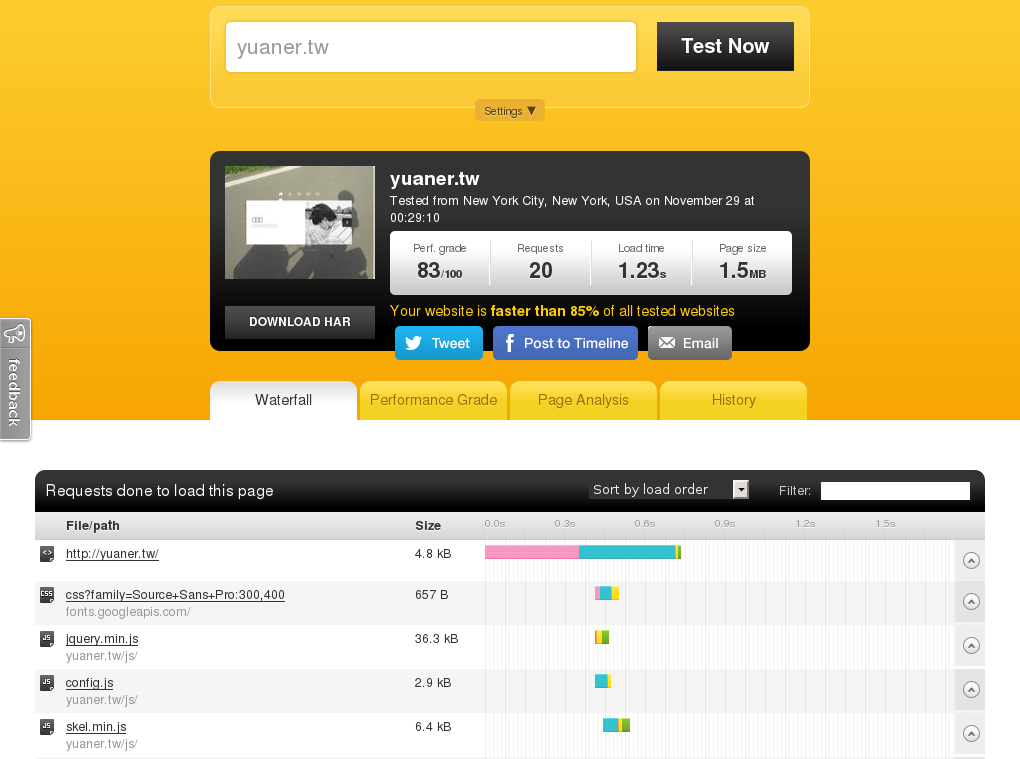 yuaner.tw
Test Now
Settings ▼
yuaner.tw
Tested from New York City, New York, USA on November 29 at
00:29:10
Perf. grade Requests Load time Page size
83/100 20 1.23s 1.5MB
Your website is faster than 85% of all tested websites
DOWNLOAD HAR
Tweet Post to Timeline Email
feedback
Waterfall Performance Grade Page Analysis History
Requests done to load this page Sort by load order Filter:
File/path Size 0.0s 0.3s 0.6s 0.9s 1.2s 1.5s
http://yuaner.tw/ 4.8 kB
css?family=Source+Sans+Pro:300,400 657 B
fonts.googleapis.com/
jquery.min.js 36.3 kB
yuaner.tw/js/
config.js 2.9 kB
yuaner.tw/js/
skel.min.js 6.4 kB
yuaner.tw/js/